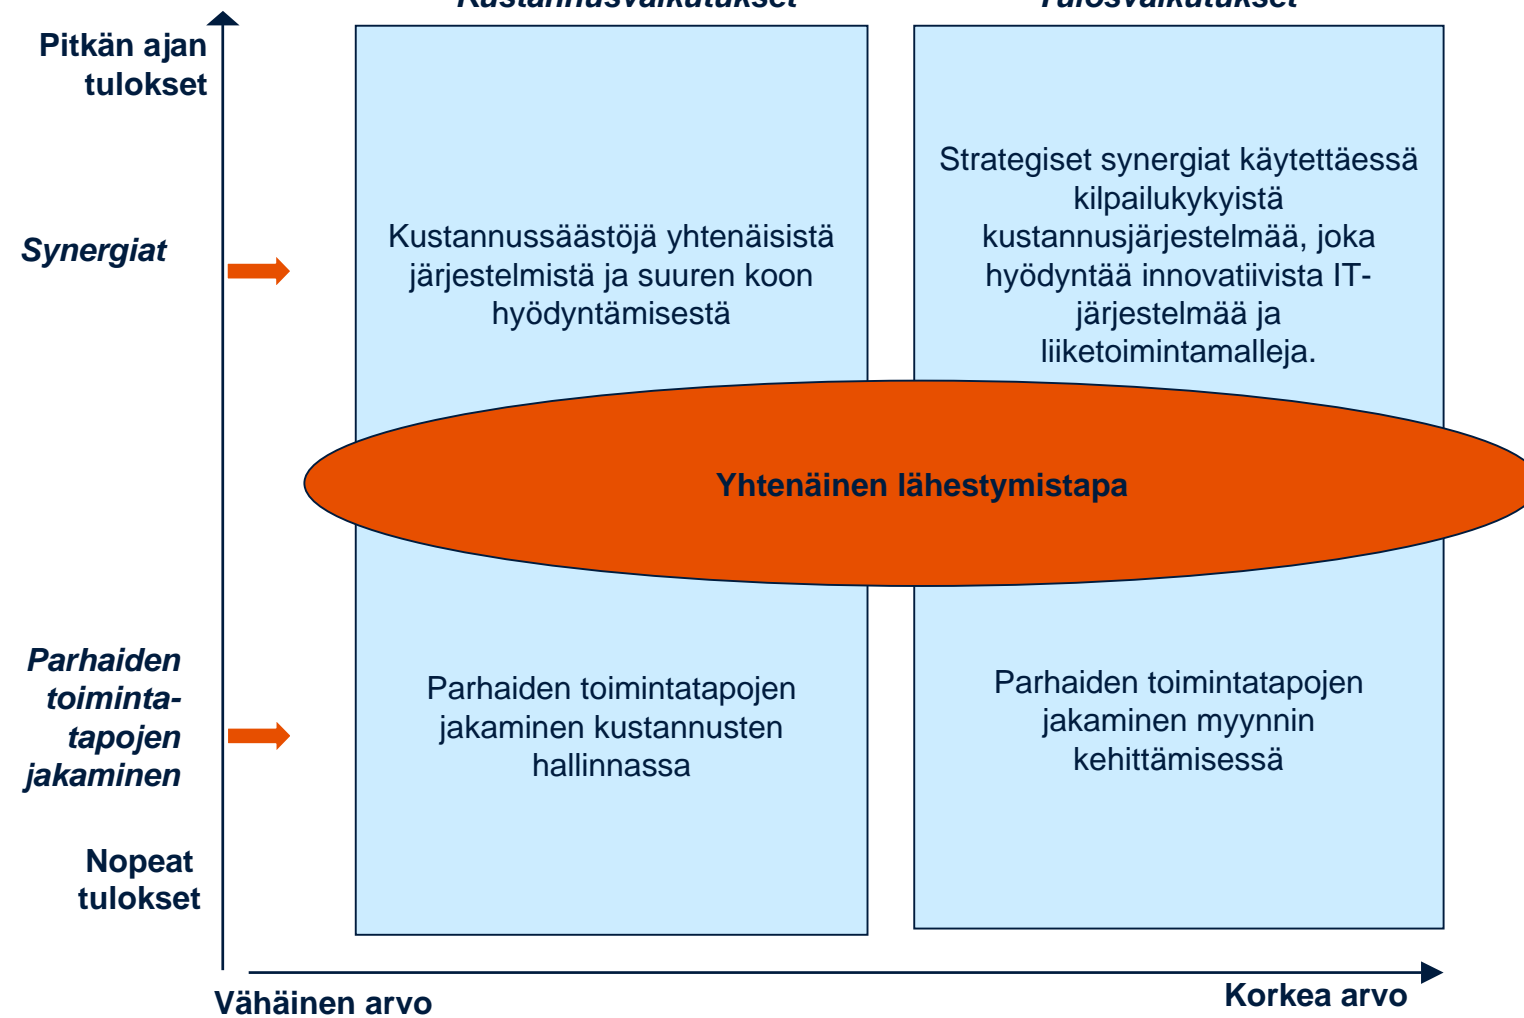 Kustannusvaikutukset
Tulosvaikutukset
Pitkän ajan
tulokset
Synergiat
Kustannussäästöjä yhtenäisistä
järjestelmistä ja suuren koon
hyödyntämisestä
Strategiset synergiat käytettäessä
kilpailukykyistä
kustannusjärjestelmää, joka
hyödyntää innovatiivista IT-
järjestelmää ja
liiketoimintamalleja.
Yhtenäinen lähestymistapa
Parhaiden
toiminta-
tapojen
jakaminen
Parhaiden toimintatapojen
jakaminen kustannusten
hallinnassa
Parhaiden toimintatapojen
jakaminen myynnin
kehittämisessä
Nopeat
tulokset
Vähäinen arvo
Korkea arvo